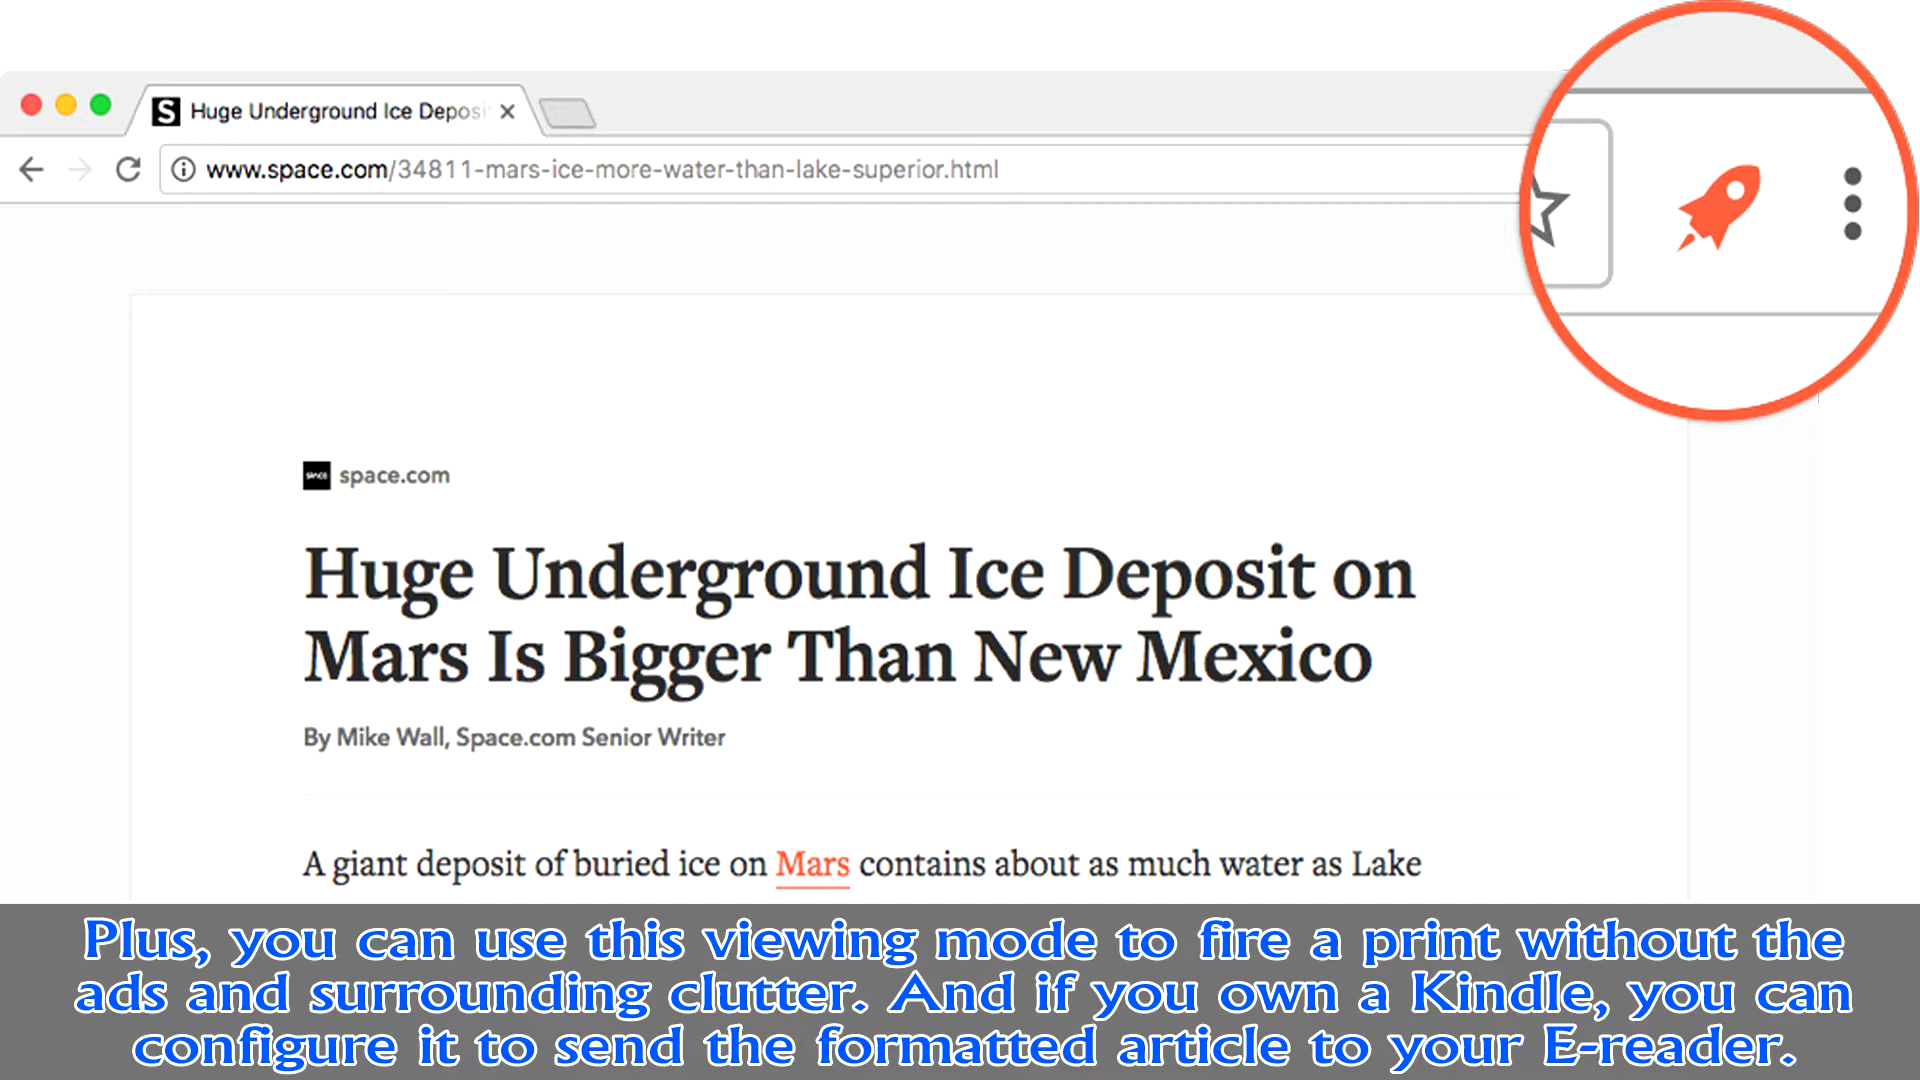 Huge Underground Ice Deposi
www.space.com/34811-mars-ice-more-water-than-lake-superior.html
space.com
Huge Underground Ice Deposit on
Mars Is Bigger Than New Mexico
By Mike Wall, Space.com Senior Writer
A giant deposit of buried ice on Mars contains about as much water as Lake
Plus, you can use this viewing mode to fire a print without the
ads and surrounding clutter. And if you own a Kindle, you can
configure it to send the formatted article to your E-reader.